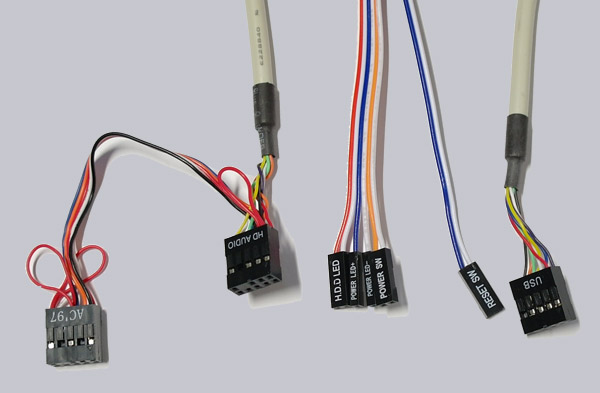 AC'97
HD AUDIO
H.D.D LED
POWER LED+
POWER LED-
POWER SW
RESET SW
USB